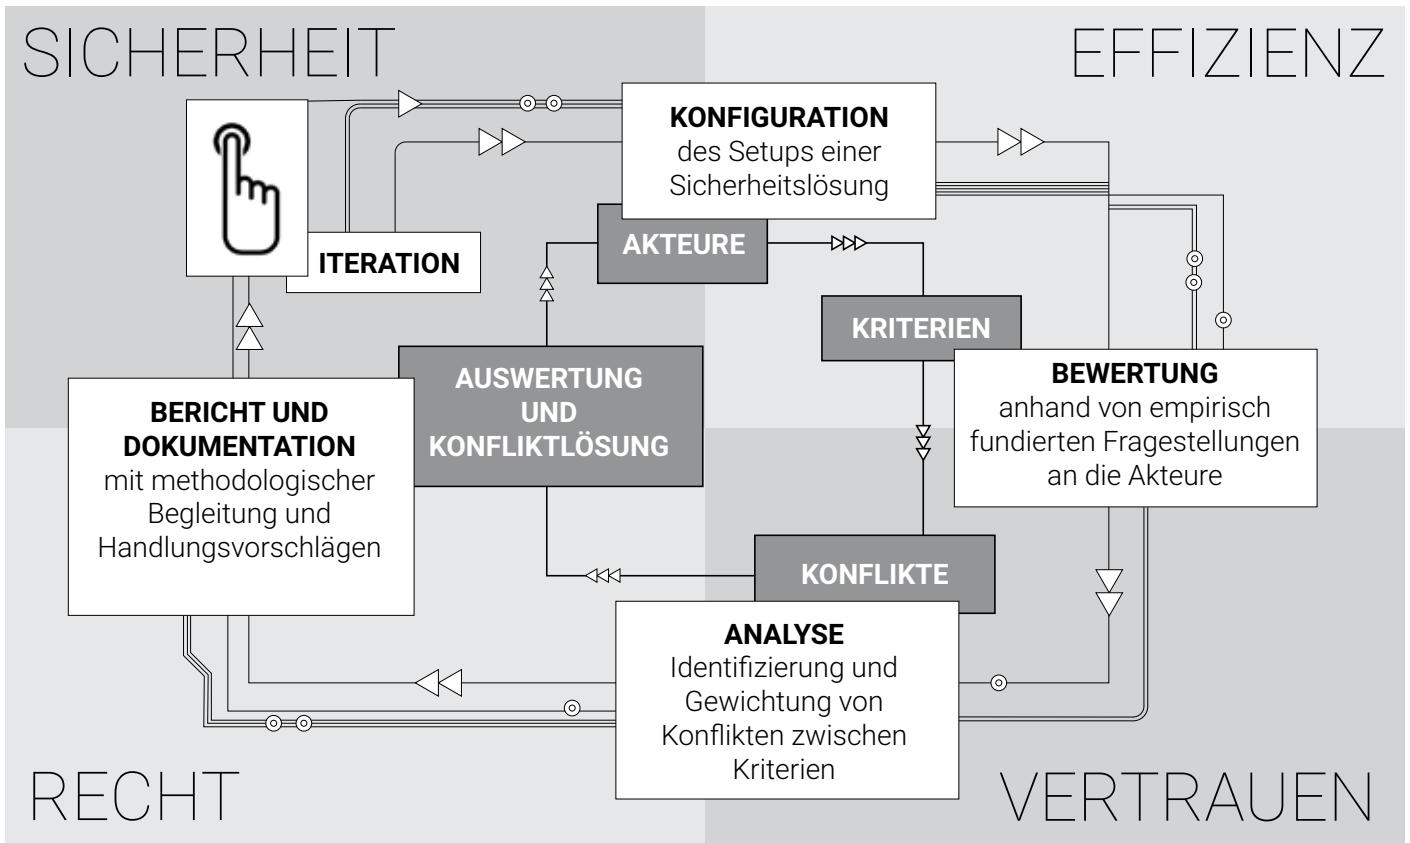 SICHERHEIT
EFFIZIENZ
KONFIGURATION
des Setups einer
Sicherheitslösung
ITERATION
AKTEURE
KRITERIEN
BEWERTUNG
anhand von empirisch
fundierten Fragestellungen
an die Akteure
AUSWERTUNG
UND
KONFLIKTLÖSUNG
BERICHT UND
DOKUMENTATION
mit methodologischer
Begleitung und
Handlungsvorschlägen
KONFLIKTE
ANALYSE
Identifizierung und
Gewichtung von
Konflikten zwischen
Kriterien
RECHT
VERTRAUEN